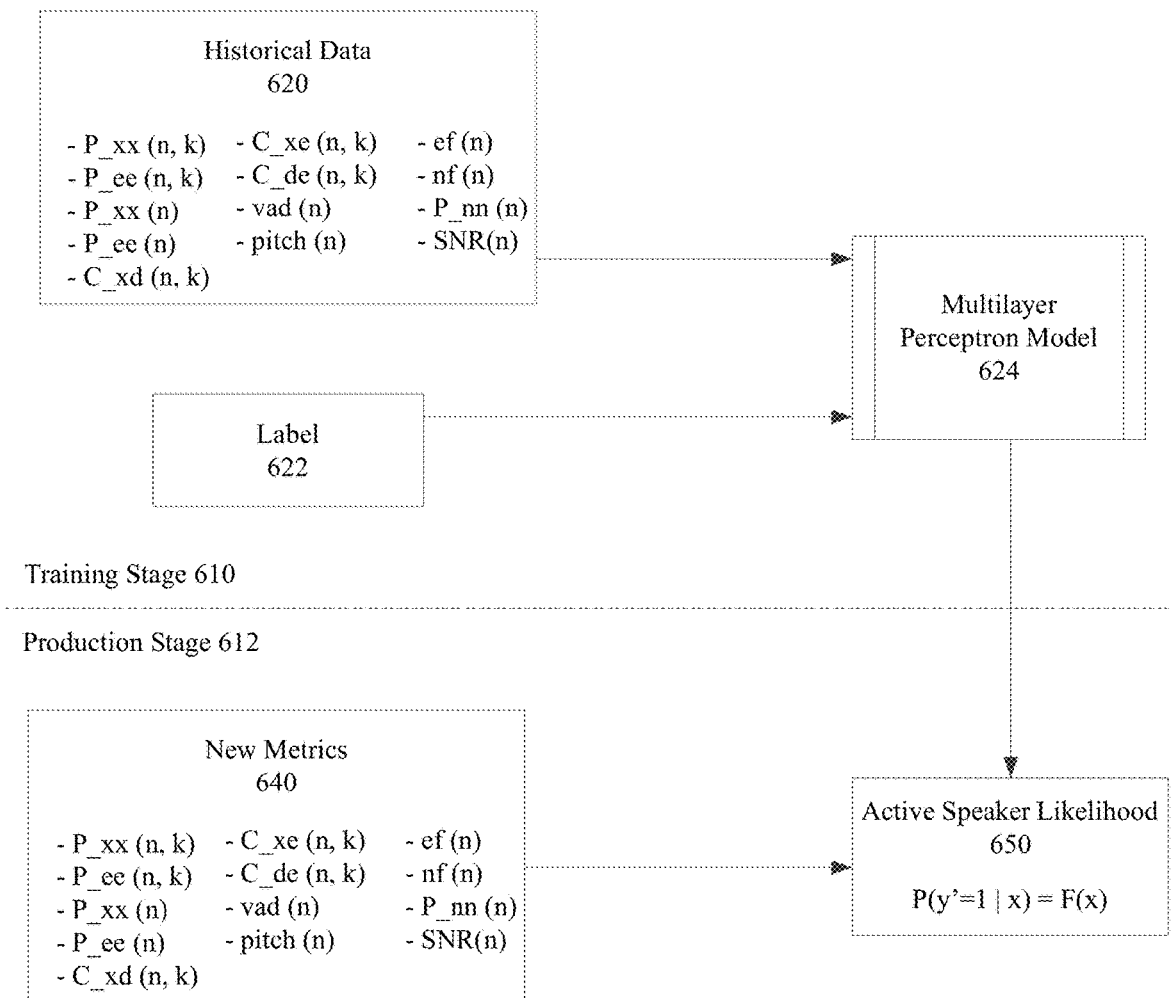 Historical Data
620
- P_xx (n, k) - C_xe (n, k) - ef (n)
- P_ee (n, k) - C_de (n, k) - nf (n)
- P_xx (n) - vad (n) - P_nn (n)
- P_ee (n) - pitch (n) - SNR(n)
- C_xd (n, k)
Multilayer
Perceptron Model
624
Label
622
Training Stage 610
Production Stage 612
New Metrics
640
- P_xx (n, k) - C_xe (n, k) - ef (n)
- P_ee (n, k) - C_de (n, k) - nf (n)
- P_xx (n) - vad (n) - P_nn (n)
- P_ee (n) - pitch (n) - SNR(n)
- C_xd (n, k)
Active Speaker Likelihood
650
P(y’=1 | x) = F(x)